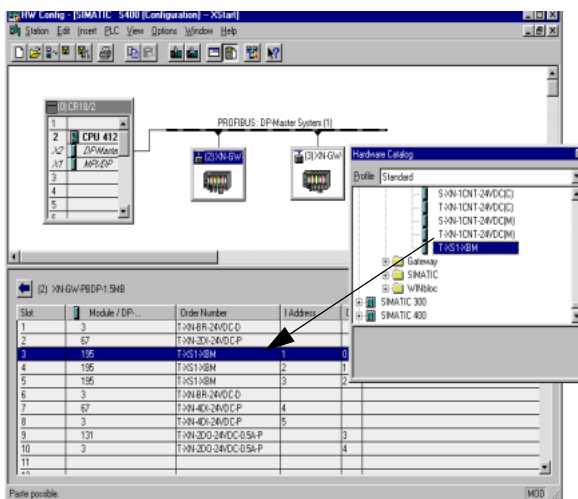 HW Config - [SIMATIC S400 (Configuration) -- XStart]
Station Edit Insert PLC View Options Window Help
(0) CR10/2
1
2 CPU 412
X2 DP-Master
X1 MPI/DP
3
4
5
6
PROFIBUS: DP-Master System (1)
(2) XN-GW-
(3) XN-GW-
Hardware Catalog
Profile Standard
S-XN-1CNT-24VDC(C)
T-XN-1CNT-24VDC(C)
S-XN-1CNT-24VDC(M)
T-XN-1CNT-24VDC(M)
T-XS1-XBM
Gateway
SIMATIC
WINbloc
SIMATIC 300
SIMATIC 400
(2) XN-GW-PBDP-1.5MB
Slot Module / DP-... Order Number I Address
1 3 T-XN-BR-24VDC-D
2 67 T-XN-2DI-24VDC-P
3 195 T-XS1-XBM 1 0
4 195 T-XS1-XBM 2 1
5 195 T-XS1-XBM 3 2
6 3 T-XN-BR-24VDC-D
7 67 T-XN-4DI-24VDC-P 4
8 3 T-XN-4DI-24VDC-P 5
9 131 T-XN-2DO-24VDC-0.5A-P 3
10 3 T-XN-2DO-24VDC-0.5A-P 4
11
12
Paste possible. MOD